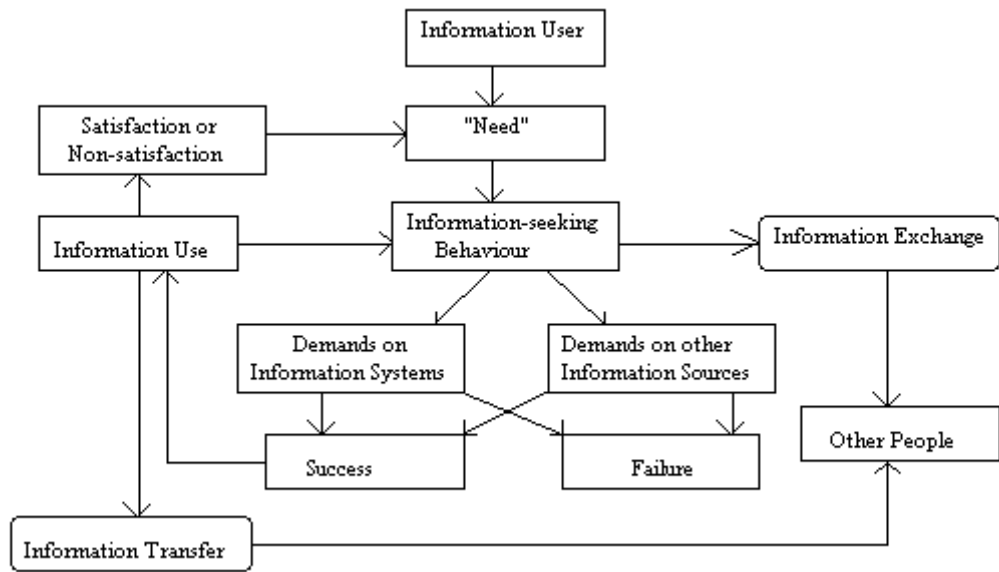 Information User
Satisfaction or
Non-satisfaction
"Need"
Information Use
Information-seeking
Behaviour
Information Exchange
Demands on
Information Systems
Demands on other
Information Sources
Success
Failure
Other People
Information Transfer